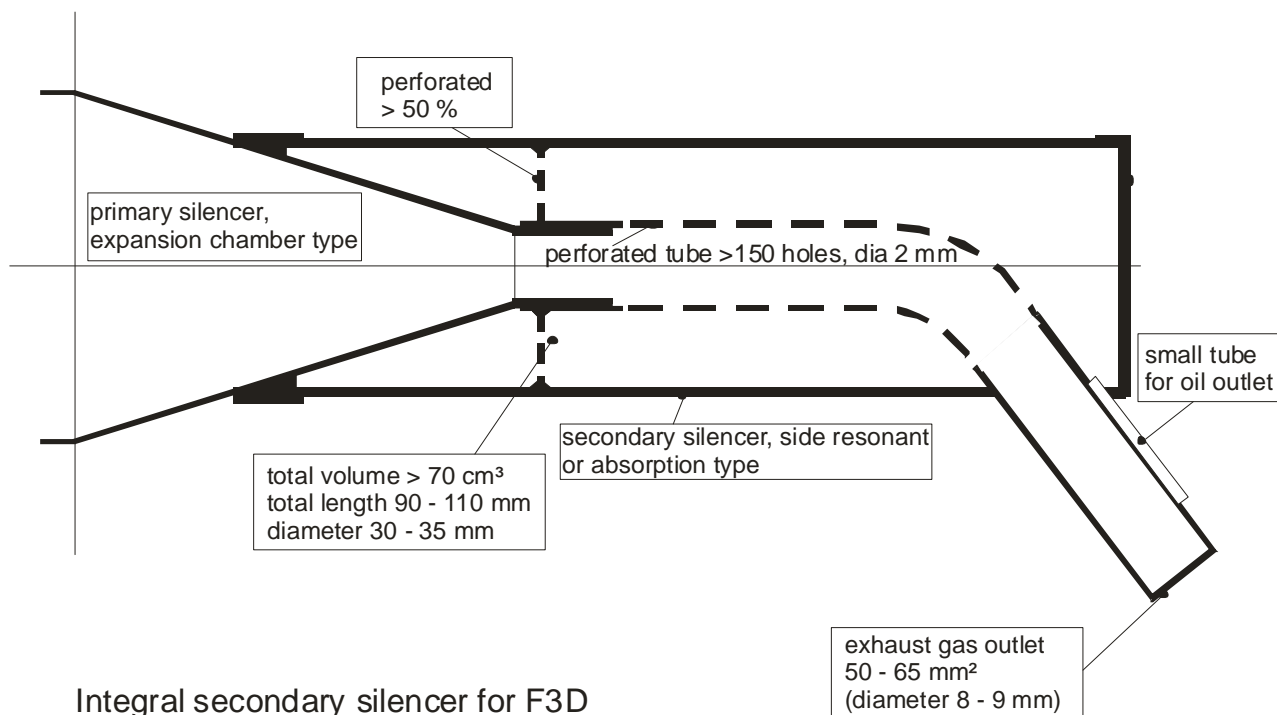 perforated
> 50 %
primary silencer,
expansion chamber type
perforated tube >150 holes, dia 2 mm
small tube
for oil outlet
secondary silencer, side resonant
or absorption type
total volume > 70 cm³
total length 90 - 110 mm
diameter 30 - 35 mm
exhaust gas outlet
50 - 65 mm²
(diameter 8 - 9 mm)
Integral secondary silencer for F3D